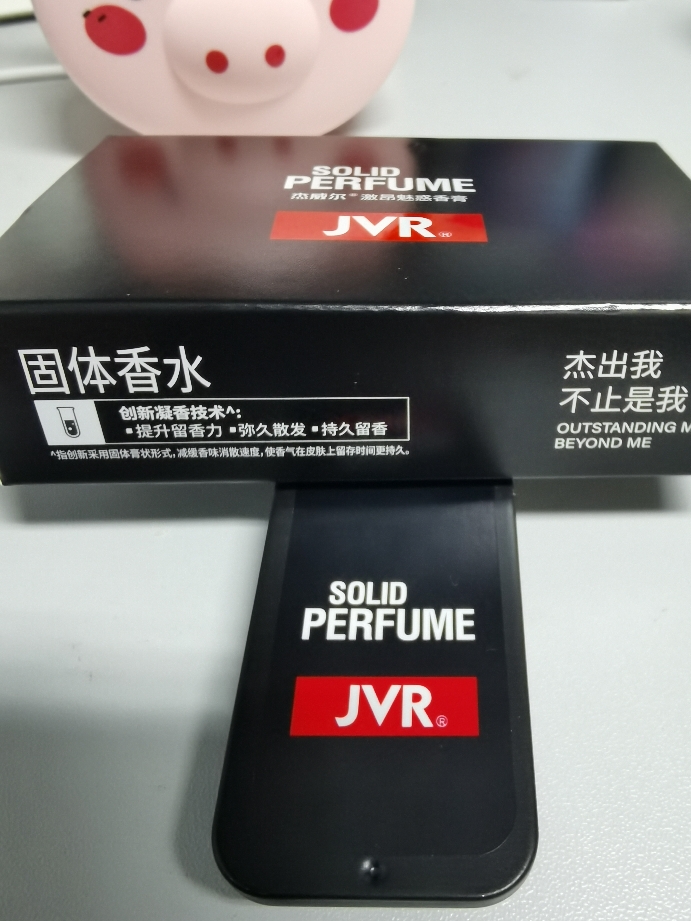 SOLID
PERFUME
杰威尔®激昂魅惑香膏
JVR®
固体香水
创新凝香技术^:
▪提升留香力 ▪弥久散发 ▪持久留香
^指创新采用固体膏状形式，减缓香味消散速度，使香气在皮肤上留存时间更持久。
杰出我
不止是我
OUTSTANDING
BEYOND ME
SOLID
PERFUME
JVR®